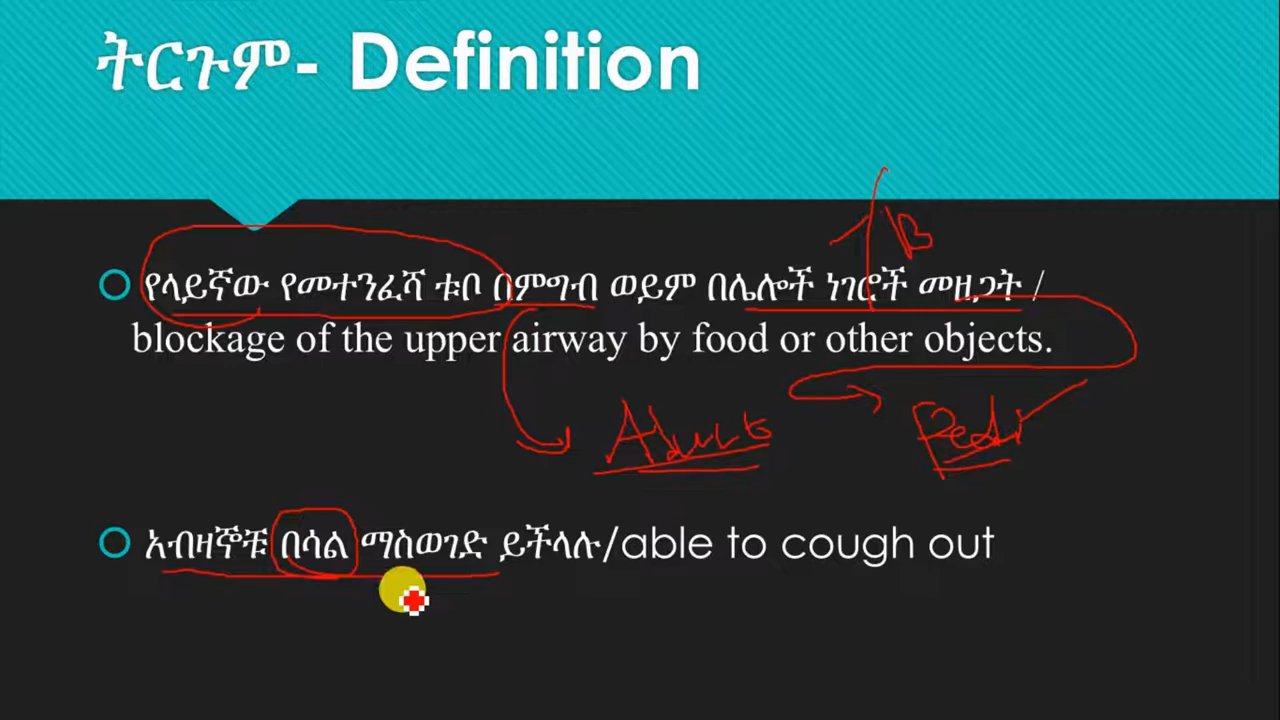 ትርጉም- Definition
የላይኛው የመተንፈሻ ቱቦ በምግብ ወይም በሌሎች ነገሮች መዘጋት /
blockage of the upper airway by food or other objects.
Pedi
አብዛኞቹ በሳል ማስወገድ ይችላሉ/able to cough out